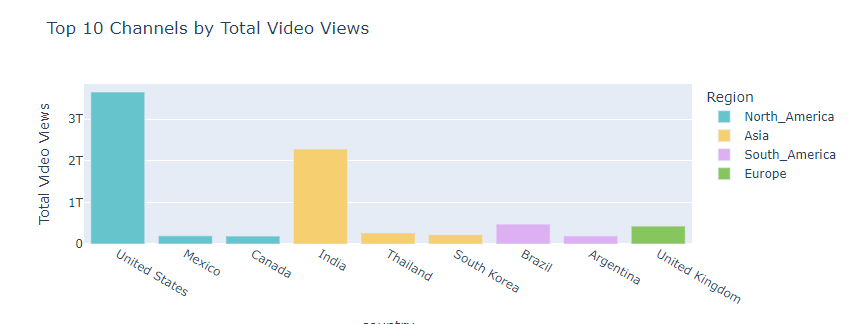 Top 10 Channels by Total Video Views
Total Video Views
3T
2T
1T
0
United States
Mexico
Canada
India
Thailand
South Korea
Brazil
Argentina
United Kingdom
country
Region
North_America
Asia
South_America
Europe